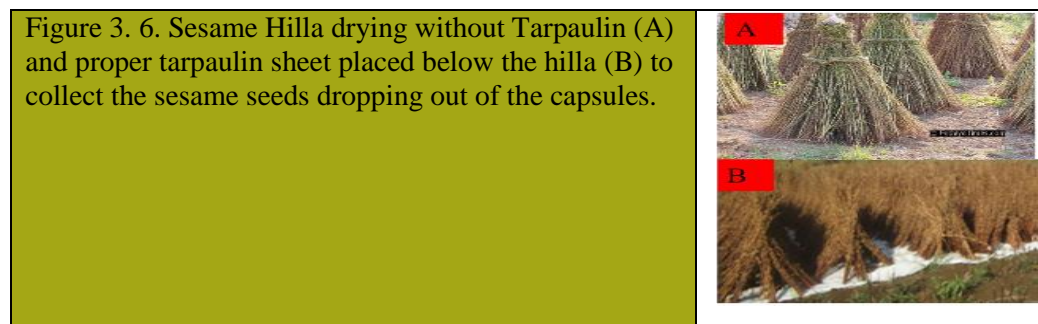 Figure 3. 6. Sesame Hilla drying without Tarpaulin (A)
and proper tarpaulin sheet placed below the hilla (B) to
collect the sesame seeds dropping out of the capsules.
A
B